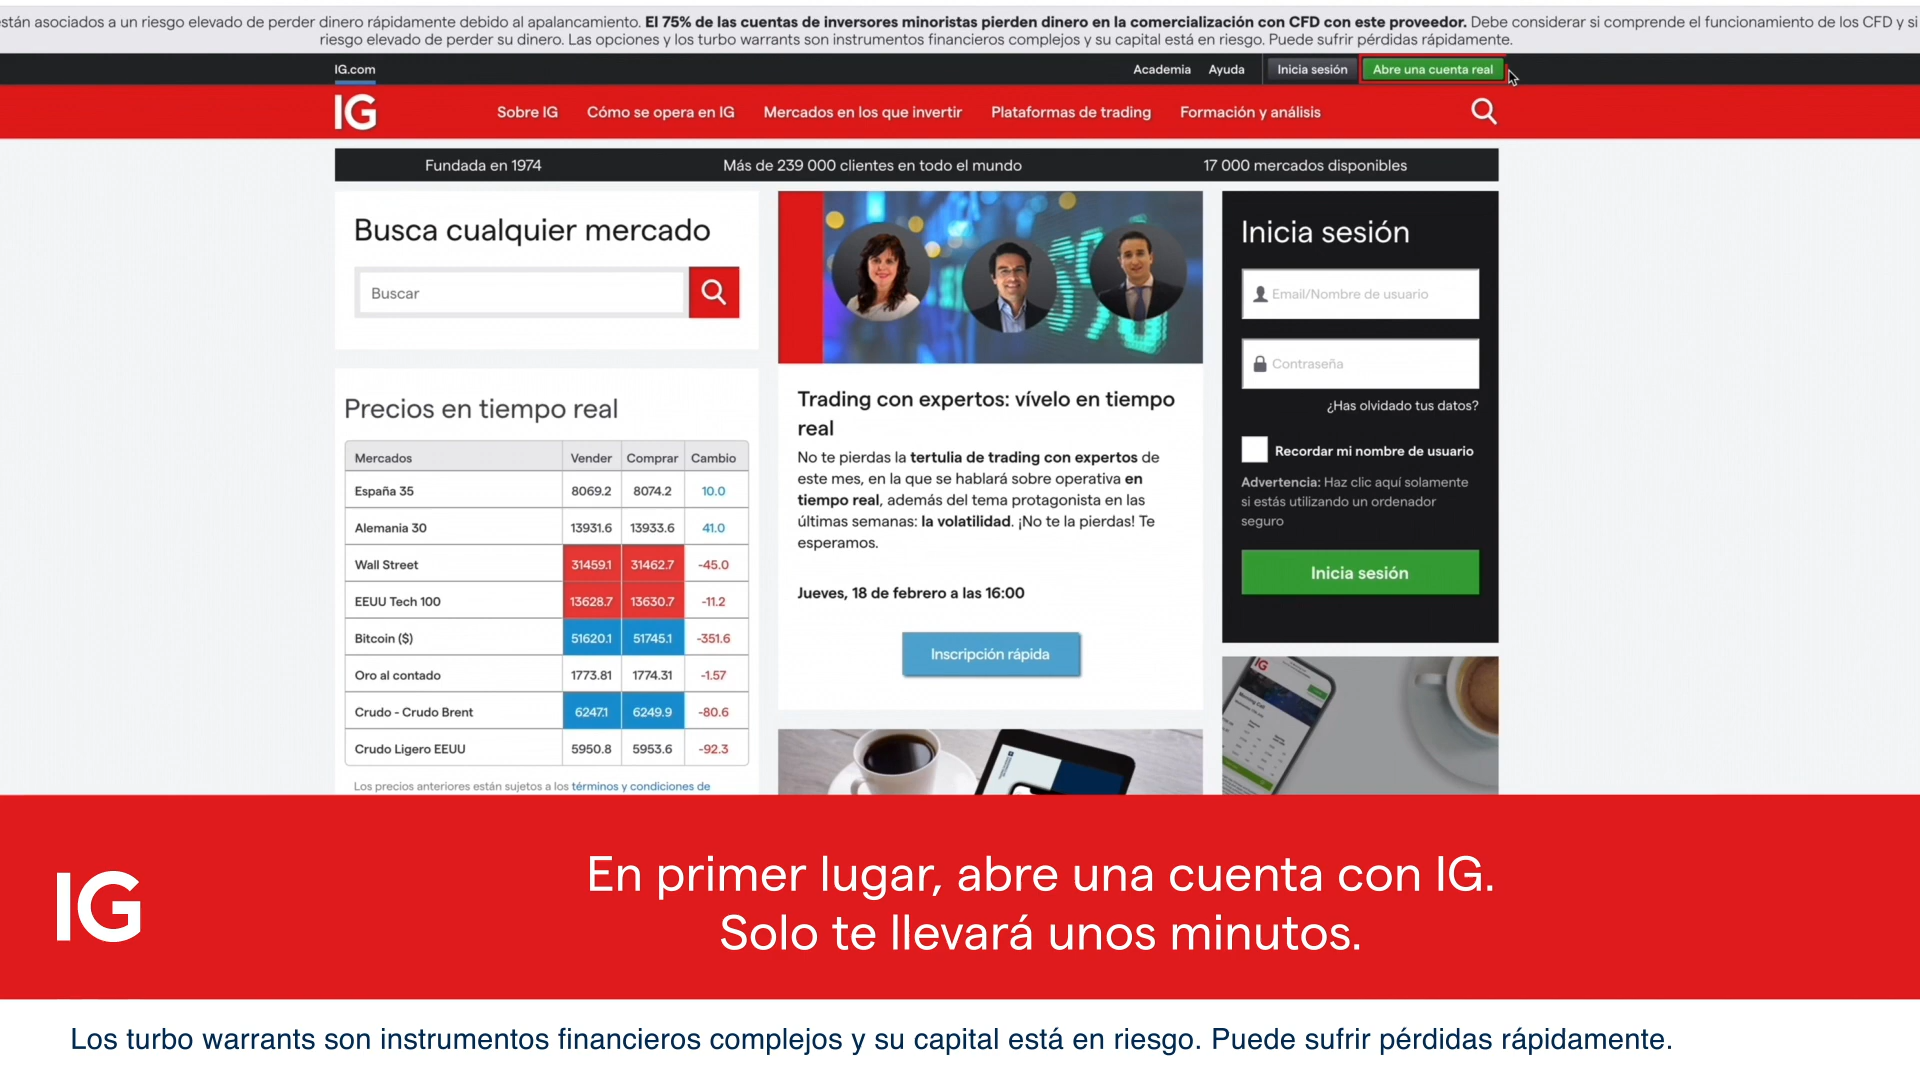 están asociados a un riesgo elevado de perder dinero rápidamente debido al apalancamiento. El 75% de las cuentas de inversores minoristas pierden dinero en la comercialización con CFD con este proveedor. Debe considerar si comprende el funcionamiento de los CFD y si
riesgo elevado de perder su dinero. Las opciones y los turbo warrants son instrumentos financieros complejos y su capital está en riesgo. Puede sufrir pérdidas rápidamente.
IG.com
Academia Ayuda Inicia sesión Abre una cuenta real
IG Sobre IG Cómo se opera en IG Mercados en los que invertir Plataformas de trading Formación y análisis
Fundada en 1974 Más de 239 000 clientes en todo el mundo 17 000 mercados disponibles
Busca cualquier mercado
Buscar
Precios en tiempo real
Mercados Vender Comprar Cambio
España 35 8069.2 8074.2 10.0
Alemania 30 13931.6 13933.6 41.0
Wall Street 31459.1 31462.7 -45.0
EEUU Tech 100 13628.7 13630.7 -11.2
Bitcoin ($) 51620.1 51745.1 -351.6
Oro al contado 1773.81 1774.31 -1.57
Crudo - Crudo Brent 6247.1 6249.9 -80.6
Crudo Ligero EEUU 5950.8 5953.6 -92.3
Los precios anteriores están sujetos a los términos y condiciones de
Trading con expertos: vívelo en tiempo
real
No te pierdas la tertulia de trading con expertos de
este mes, en la que se hablará sobre operativa en
tiempo real, además del tema protagonista en las
últimas semanas: la volatilidad. ¡No te la pierdas! Te
esperamos.
Jueves, 18 de febrero a las 16:00
Inscripción rápida
Inicia sesión
Email/Nombre de usuario
Contraseña
¿Has olvidado tus datos?
Recordar mi nombre de usuario
Advertencia: Haz clic aquí solamente
si estás utilizando un ordenador
seguro
Inicia sesión
IG
IG
En primer lugar, abre una cuenta con IG.
Solo te llevará unos minutos.
Los turbo warrants son instrumentos financieros complejos y su capital está en riesgo. Puede sufrir pérdidas rápidamente.